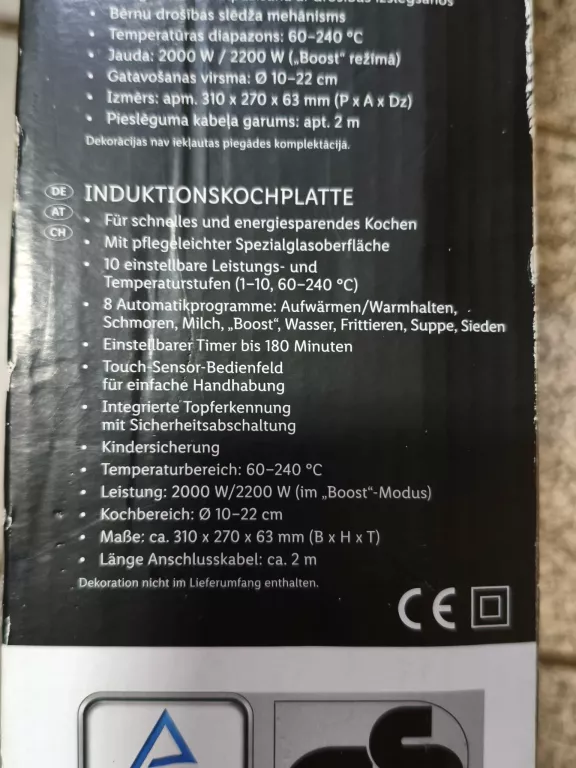 Bērnu drošības slēdža mehānisms
• Temperatūras diapazons: 60–240 °C
• Jauda: 2000 W / 2200 W („Boost” režīmā)
• Gatavošanas virsma: Ø 10–22 cm
• Izmērs: apm. 310 x 270 x 63 mm (P x A x Dz)
• Pieslēguma kabeļa garums: apt. 2 m
Dekorācijas nav iekļautas piegādes komplektācijā.
DE
AT
CH
INDUKTIONSKOCHPLATTE
• Für schnelles und energiesparendes Kochen
• Mit pflegeleichter Spezialglasoberfläche
• 10 einstellbare Leistungs- und
Temperaturstufen (1–10, 60–240 °C)
• 8 Automatikprogramme: Aufwärmen/Warmhalten,
Schmoren, Milch, „Boost“, Wasser, Frittieren, Suppe, Sieden
• Einstellbarer Timer bis 180 Minuten
• Touch-Sensor-Bedienfeld
für einfache Handhabung
• Integrierte Topferkennung
mit Sicherheitsabschaltung
• Kindersicherung
• Temperaturbereich: 60–240 °C
• Leistung: 2000 W/2200 W (im „Boost“-Modus)
• Kochbereich: Ø 10–22 cm
• Maße: ca. 310 x 270 x 63 mm (B x H x T)
• Länge Anschlusskabel: ca. 2 m
Dekoration nicht im Lieferumfang enthalten.
CE